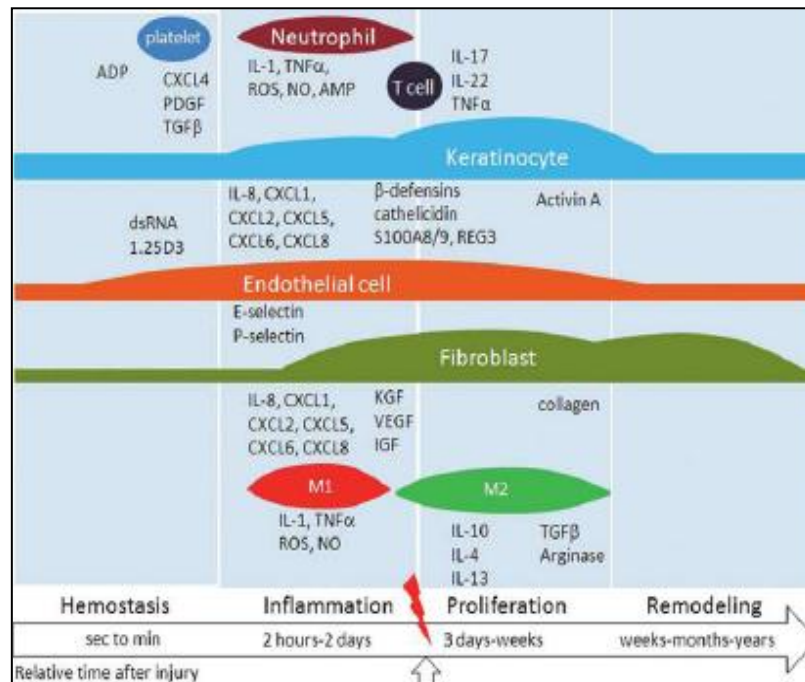 platelet
Neutrophil
ADP
CXCL4
PDGF
TGFβ
IL-1, TNFα,
ROS, NO, AMP
T cell
IL-17
IL-22
TNFα
Keratinocyte
dsRNA
1.25D3
IL-8, CXCL1,
CXCL2, CXCL5,
CXCL6, CXCL8
β-defensins
cathelicidin
S100A8/9, REG3
Activin A
Endothelial cell
E-selectin
P-selectin
Fibroblast
IL-8, CXCL1,
CXCL2, CXCL5,
CXCL6, CXCL8
KGF
VEGF
IGF
collagen
M1
M2
IL-1, TNFα
ROS, NO
IL-10
IL-4
IL-13
TGFβ
Arginase
Hemostasis
Inflammation
Proliferation
Remodeling
sec to min
2 hours-2 days
3 days-weeks
weeks-months-years
Relative time after injury